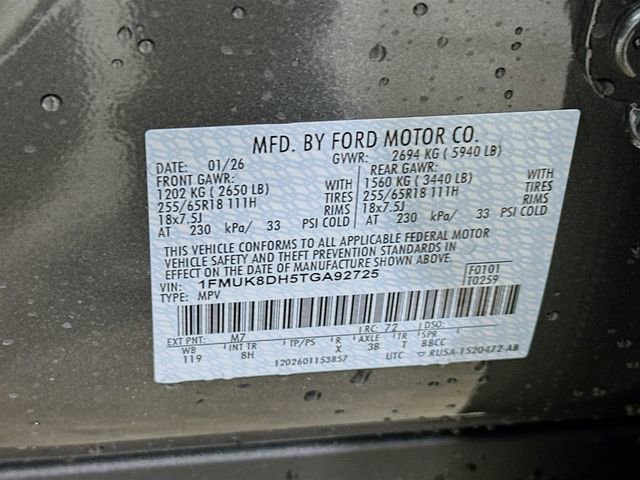 MFD. BY FORD MOTOR CO.
DATE: 01/26 GVWR: 2694 KG ( 5940 LB)
FRONT GAWR: REAR GAWR:
1202 KG ( 2650 LB) WITH 1560 KG ( 3440 LB) WITH
255/65R18 111H TIRES 255/65R18 111H TIRES
18x7.5J RIMS 18x7.5J RIMS
AT 230 kPa/ 33 PSI COLD AT 230 kPa/ 33 PSI COLD
THIS VEHICLE CONFORMS TO ALL APPLICABLE FEDERAL MOTOR
VEHICLE SAFETY AND THEFT PREVENTION STANDARDS IN
EFFECT ON THE DATE OF MANUFACTURE SHOWN ABOVE.
VIN: 1FMUK8DH5TGA92725 F0101
TYPE: MPV T0259
EXT PNT: M7 RC: 72 DSO:
WB INT TR TP/PS R AXLE TR SPR
119 8H X 3B T BBCC
1202601153857 UTC RU5A-1520472-AB